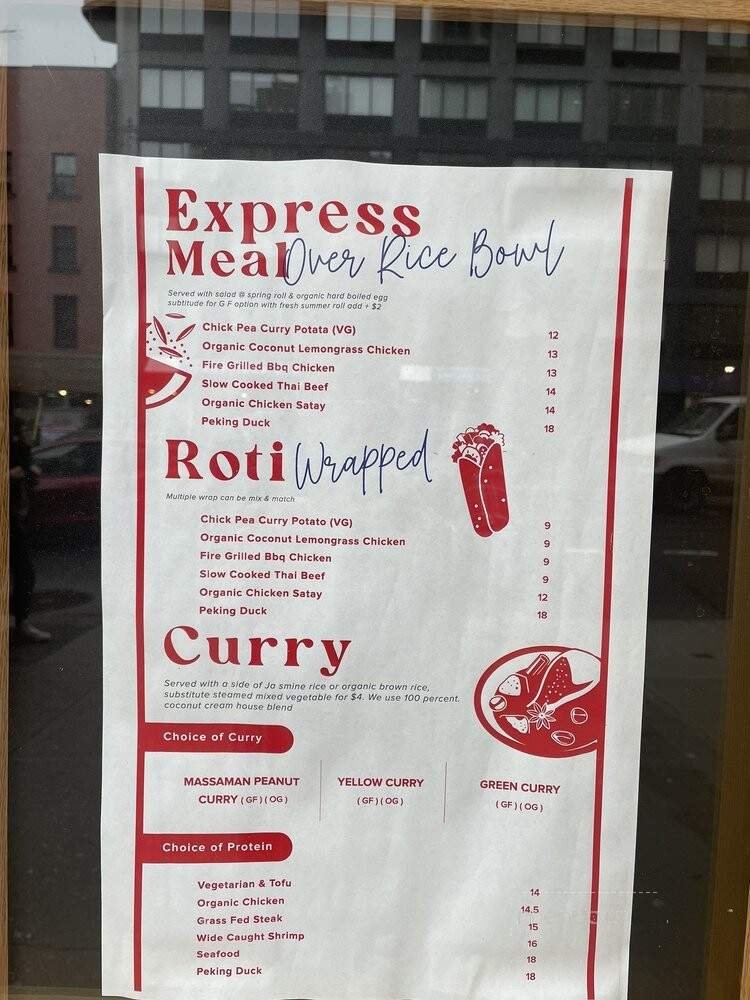 Express
Meal Over Rice Bowl
Served with salad @ spring roll & organic hard boiled egg
subtitude for G F option with fresh summer roll add + $2
Chick Pea Curry Potata (VG) 12
Organic Coconut Lemongrass Chicken 13
Fire Grilled Bbq Chicken 13
Slow Cooked Thai Beef 14
Organic Chicken Satay 14
Peking Duck 18
Roti Wrapped
Multiple wrap can be mix & match
Chick Pea Curry Potato (VG) 9
Organic Coconut Lemongrass Chicken 9
Fire Grilled Bbq Chicken 9
Slow Cooked Thai Beef 9
Organic Chicken Satay 12
Peking Duck 18
Curry
Served with a side of Ja smine rice or organic brown rice,
substitute steamed mixed vegetable for $4. We use 100 percent.
coconut cream house blend
Choice of Curry
MASSAMAN PEANUT
CURRY ( GF ) ( OG )
YELLOW CURRY
( GF ) ( OG )
GREEN CURRY
( GF ) ( OG )
Choice of Protein
Vegetarian & Tofu 14
Organic Chicken 14.5
Grass Fed Steak 15
Wide Caught Shrimp 16
Seafood 18
Peking Duck 18